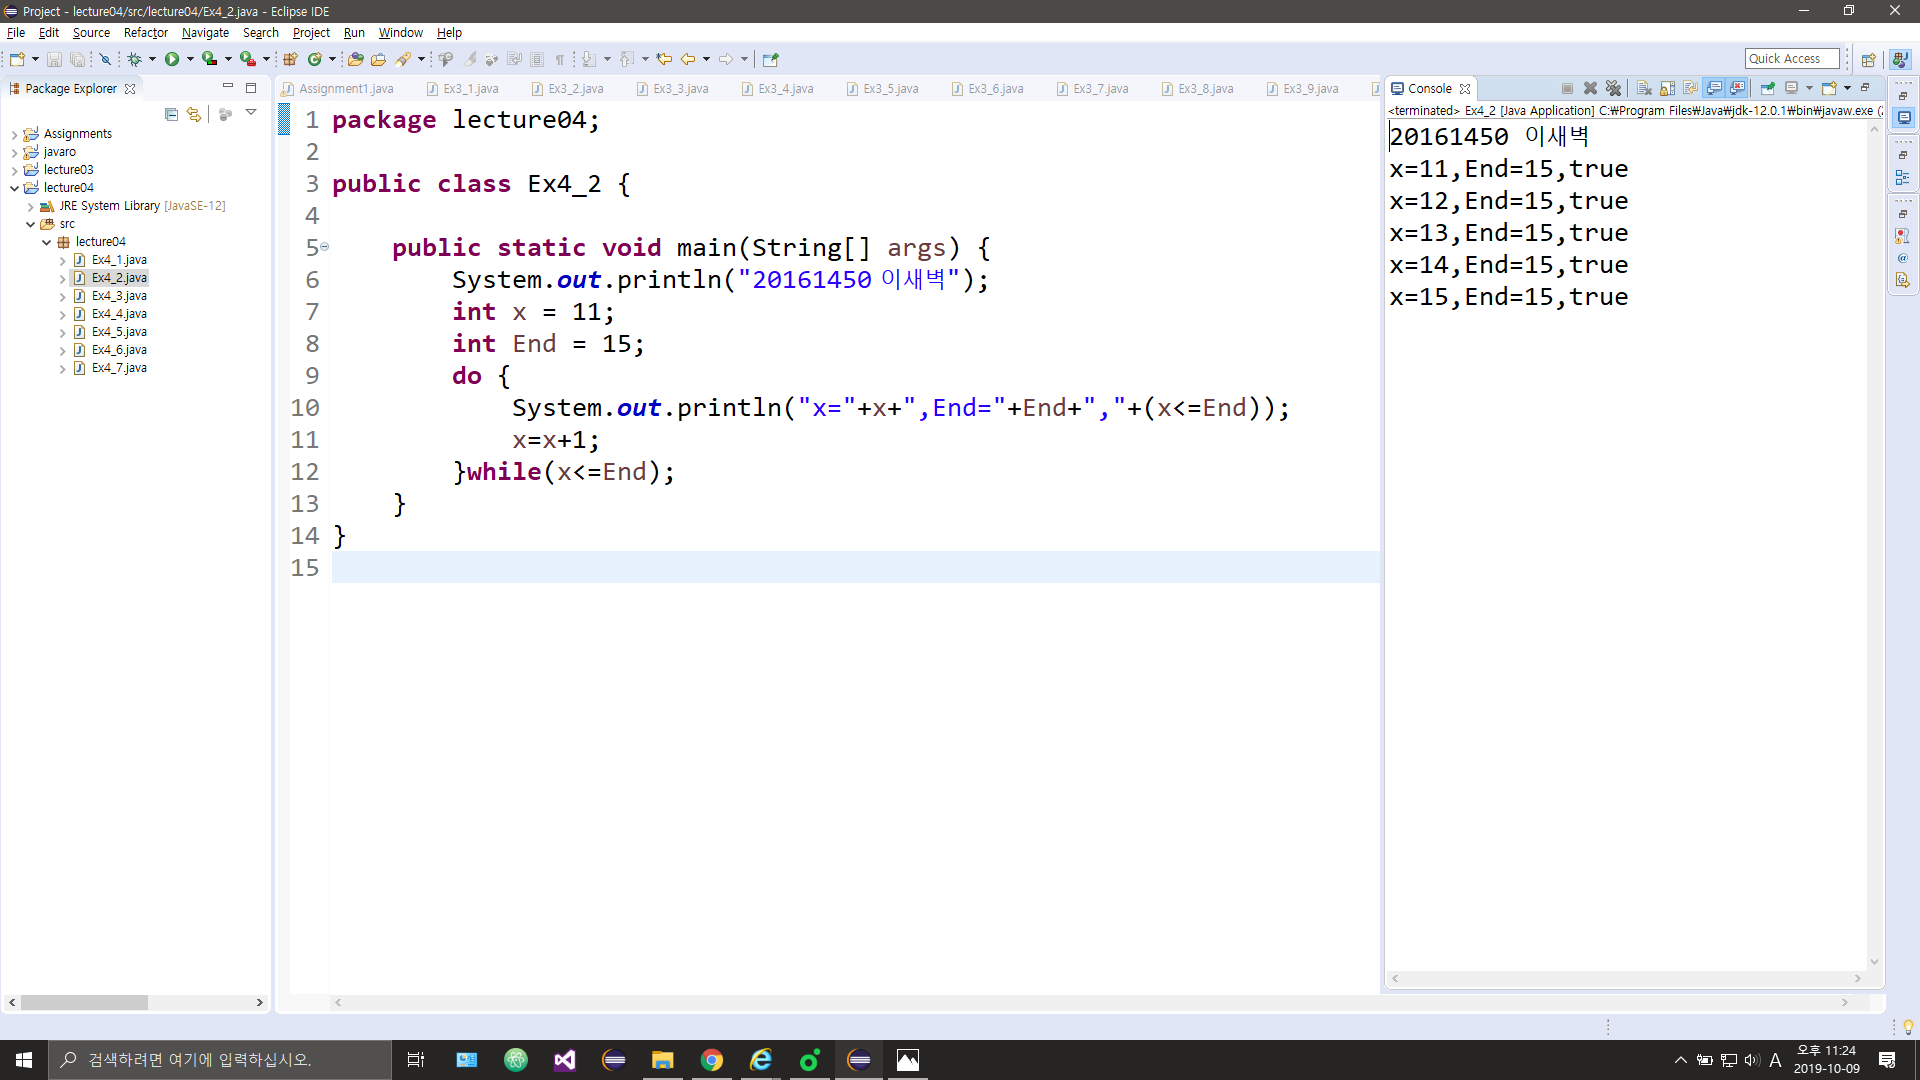 Project - lecture04/src/lecture04/Ex4_2.java - Eclipse IDE
File Edit Source Refactor Navigate Search Project Run Window Help
Quick Access
Package Explorer
Assignments
javaro
lecture03
lecture04
JRE System Library [JavaSE-12]
src
lecture04
Ex4_1.java
Ex4_2.java
Ex4_3.java
Ex4_4.java
Ex4_5.java
Ex4_6.java
Ex4_7.java
Assignment1.java Ex3_1.java Ex3_2.java Ex3_3.java Ex3_4.java Ex3_5.java Ex3_6.java Ex3_7.java Ex3_8.java Ex3_9.java
1 package lecture04;
2
3 public class Ex4_2 {
4
5 public static void main(String[] args) {
6 System.out.println("20161450 이새벽");
7 int x = 11;
8 int End = 15;
9 do {
10 System.out.println("x="+x+",End="+End+","+(x<=End));
11 x=x+1;
12 }while(x<=End);
13 }
14 }
15
Console
<terminated> Ex4_2 [Java Application] C:₩Program Files₩Java₩jdk-12.0.1₩bin₩javaw.exe (2
20161450 이새벽
x=11,End=15,true
x=12,End=15,true
x=13,End=15,true
x=14,End=15,true
x=15,End=15,true
검색하려면 여기에 입력하십시오.
A
오후 11:24
2019-10-09